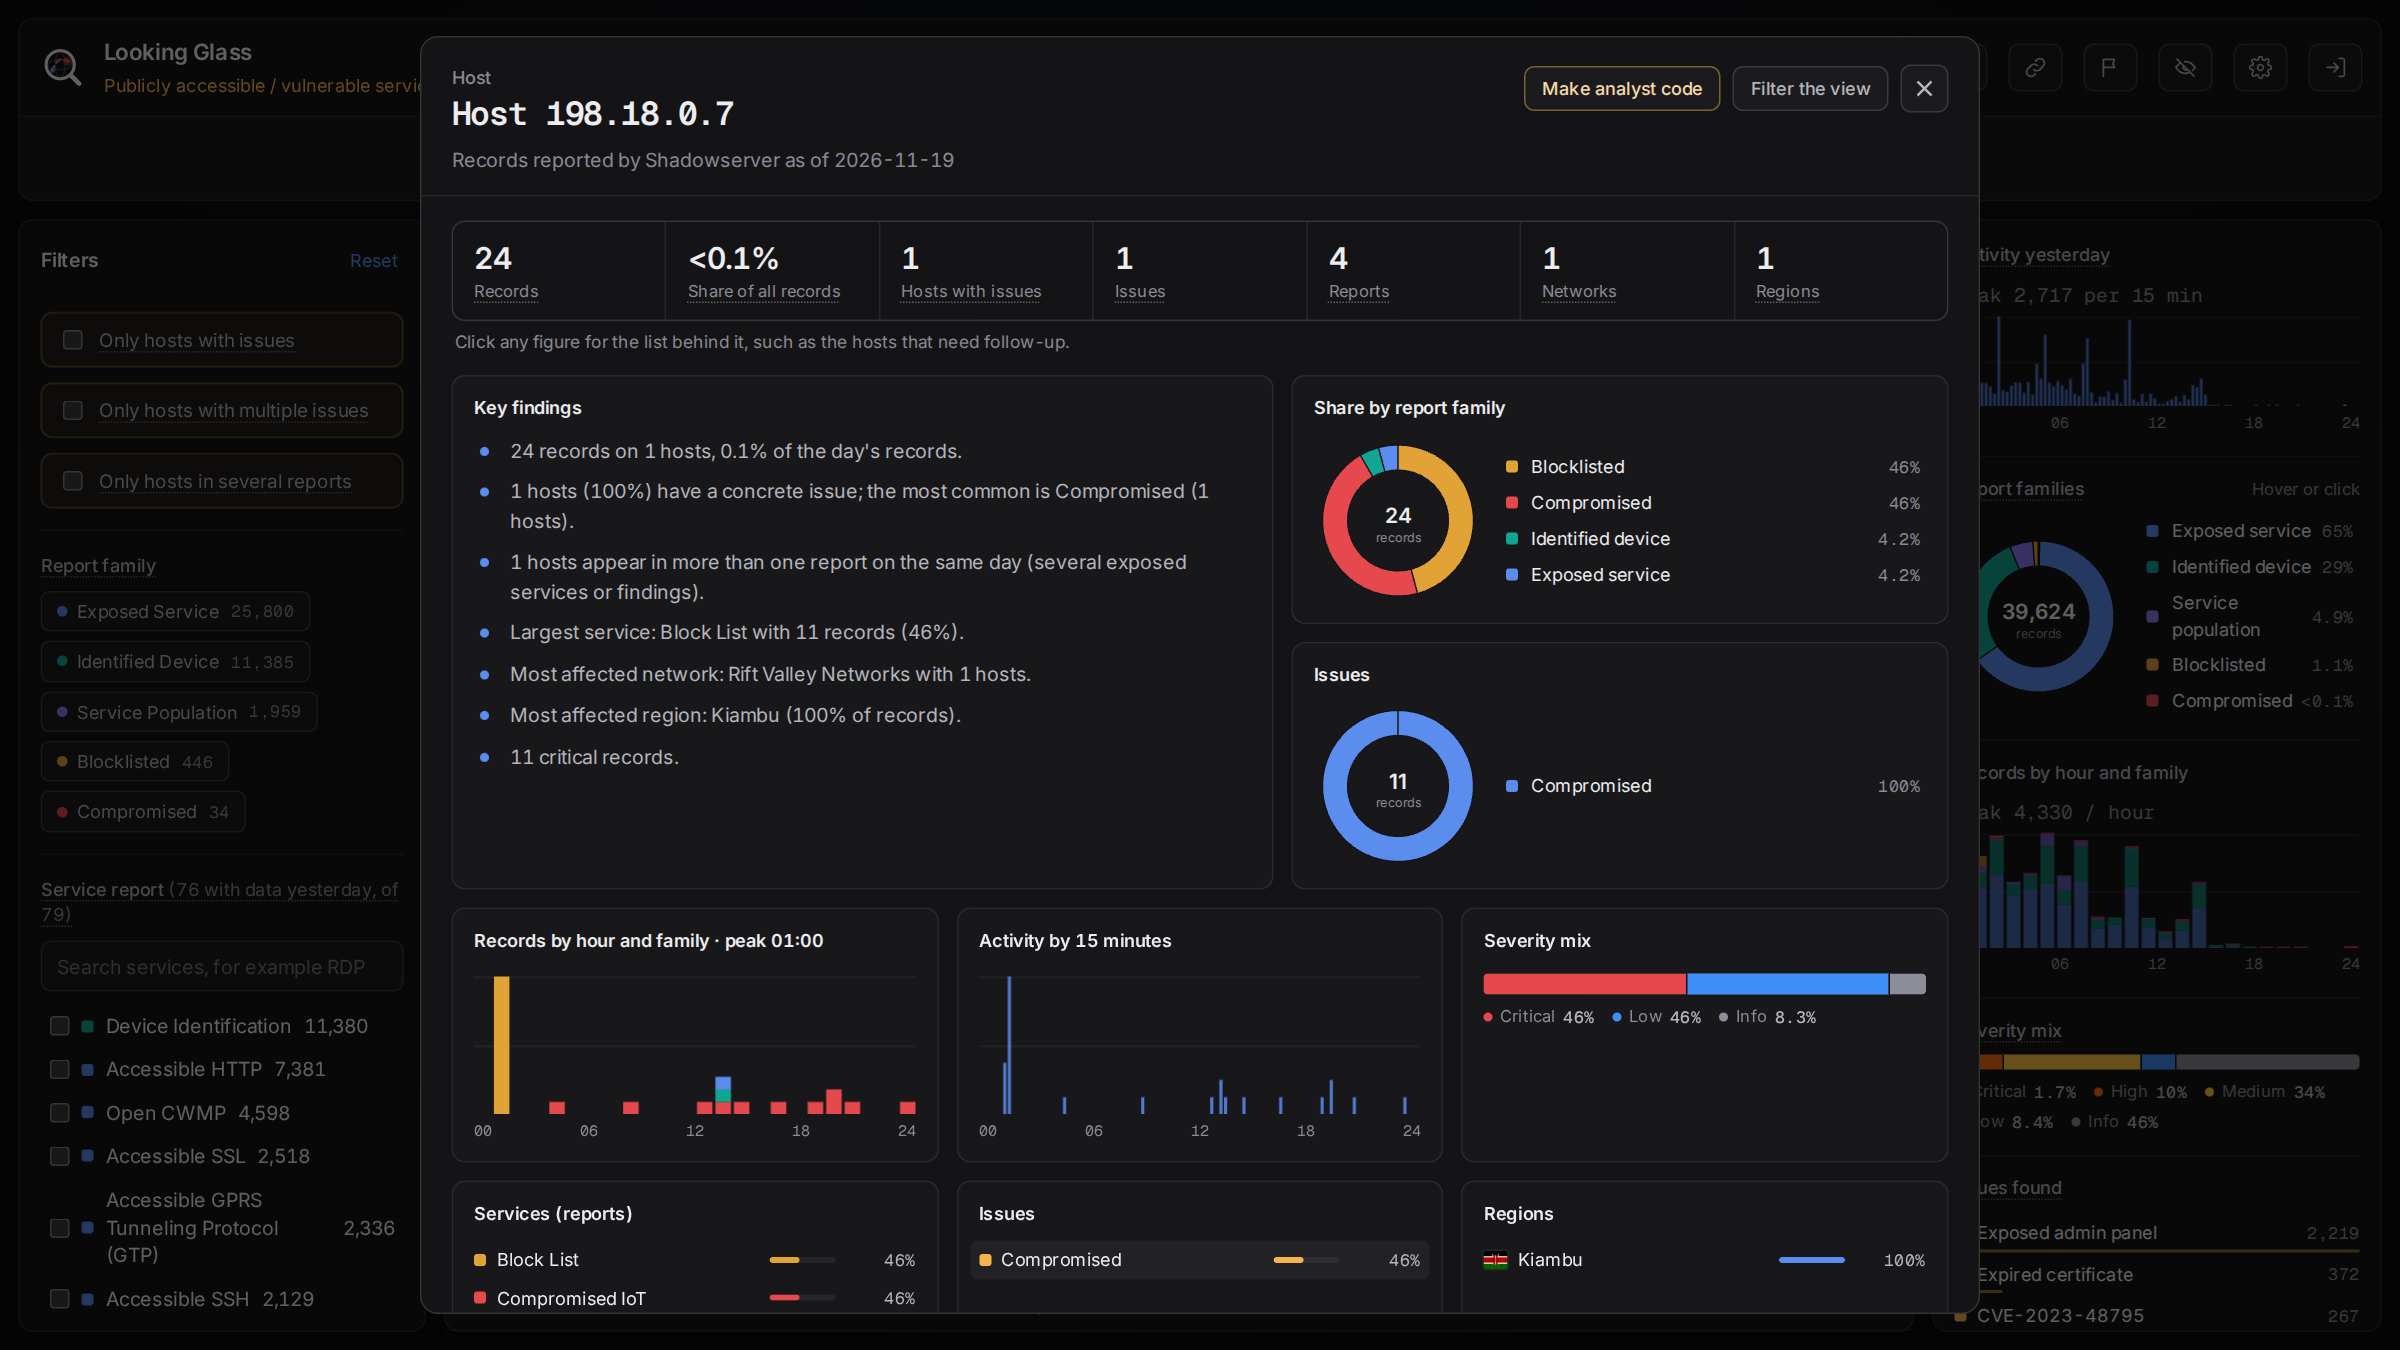 Looking Glass
Publicly accessible / vulnerable servi
Host
Host 198.18.0.7
Records reported by Shadowserver as of 2026-11-19
Make analyst code
Filter the view
Filters
Reset
Only hosts with issues
Only hosts with multiple issues
Only hosts in several reports
Report family
Exposed Service 25,800
Identified Device 11,385
Service Population 1,959
Blocklisted 446
Compromised 34
Service report (76 with data yesterday, of
79)
Search services, for example RDP
Device Identification 11,380
Accessible HTTP 7,381
Open CWMP 4,598
Accessible SSL 2,518
Accessible GPRS
Tunneling Protocol 2,336
(GTP)
Accessible SSH 2,129
24
Records
<0.1%
Share of all records
1
Hosts with issues
1
Issues
4
Reports
1
Networks
1
Regions
Click any figure for the list behind it, such as the hosts that need follow-up.
Key findings
24 records on 1 hosts, 0.1% of the day's records.
1 hosts (100%) have a concrete issue; the most common is Compromised (1
hosts).
1 hosts appear in more than one report on the same day (several exposed
services or findings).
Largest service: Block List with 11 records (46%).
Most affected network: Rift Valley Networks with 1 hosts.
Most affected region: Kiambu (100% of records).
11 critical records.
Share by report family
24
records
Blocklisted 46%
Compromised 46%
Identified device 4.2%
Exposed service 4.2%
Issues
11
records
Compromised 100%
Records by hour and family · peak 01:00
00 06 12 18 24
Activity by 15 minutes
00 06 12 18 24
Severity mix
Critical 46% Low 46% Info 8.3%
Services (reports)
Block List 46%
Compromised IoT 46%
Issues
Compromised 46%
Regions
Kiambu 100%
tivity yesterday
ak 2,717 per 15 min
06 12 18 24
port families
Hover or click
39,624
records
Exposed service 65%
Identified device 29%
Service
population 4.9%
Blocklisted 1.1%
Compromised <0.1%
cords by hour and family
ak 4,330 / hour
06 12 18 24
verity mix
ritical 1.7% High 10% Medium 34%
ow 8.4% Info 46%
ues found
Exposed admin panel 2,219
Expired certificate 372
CVE-2023-48795 267